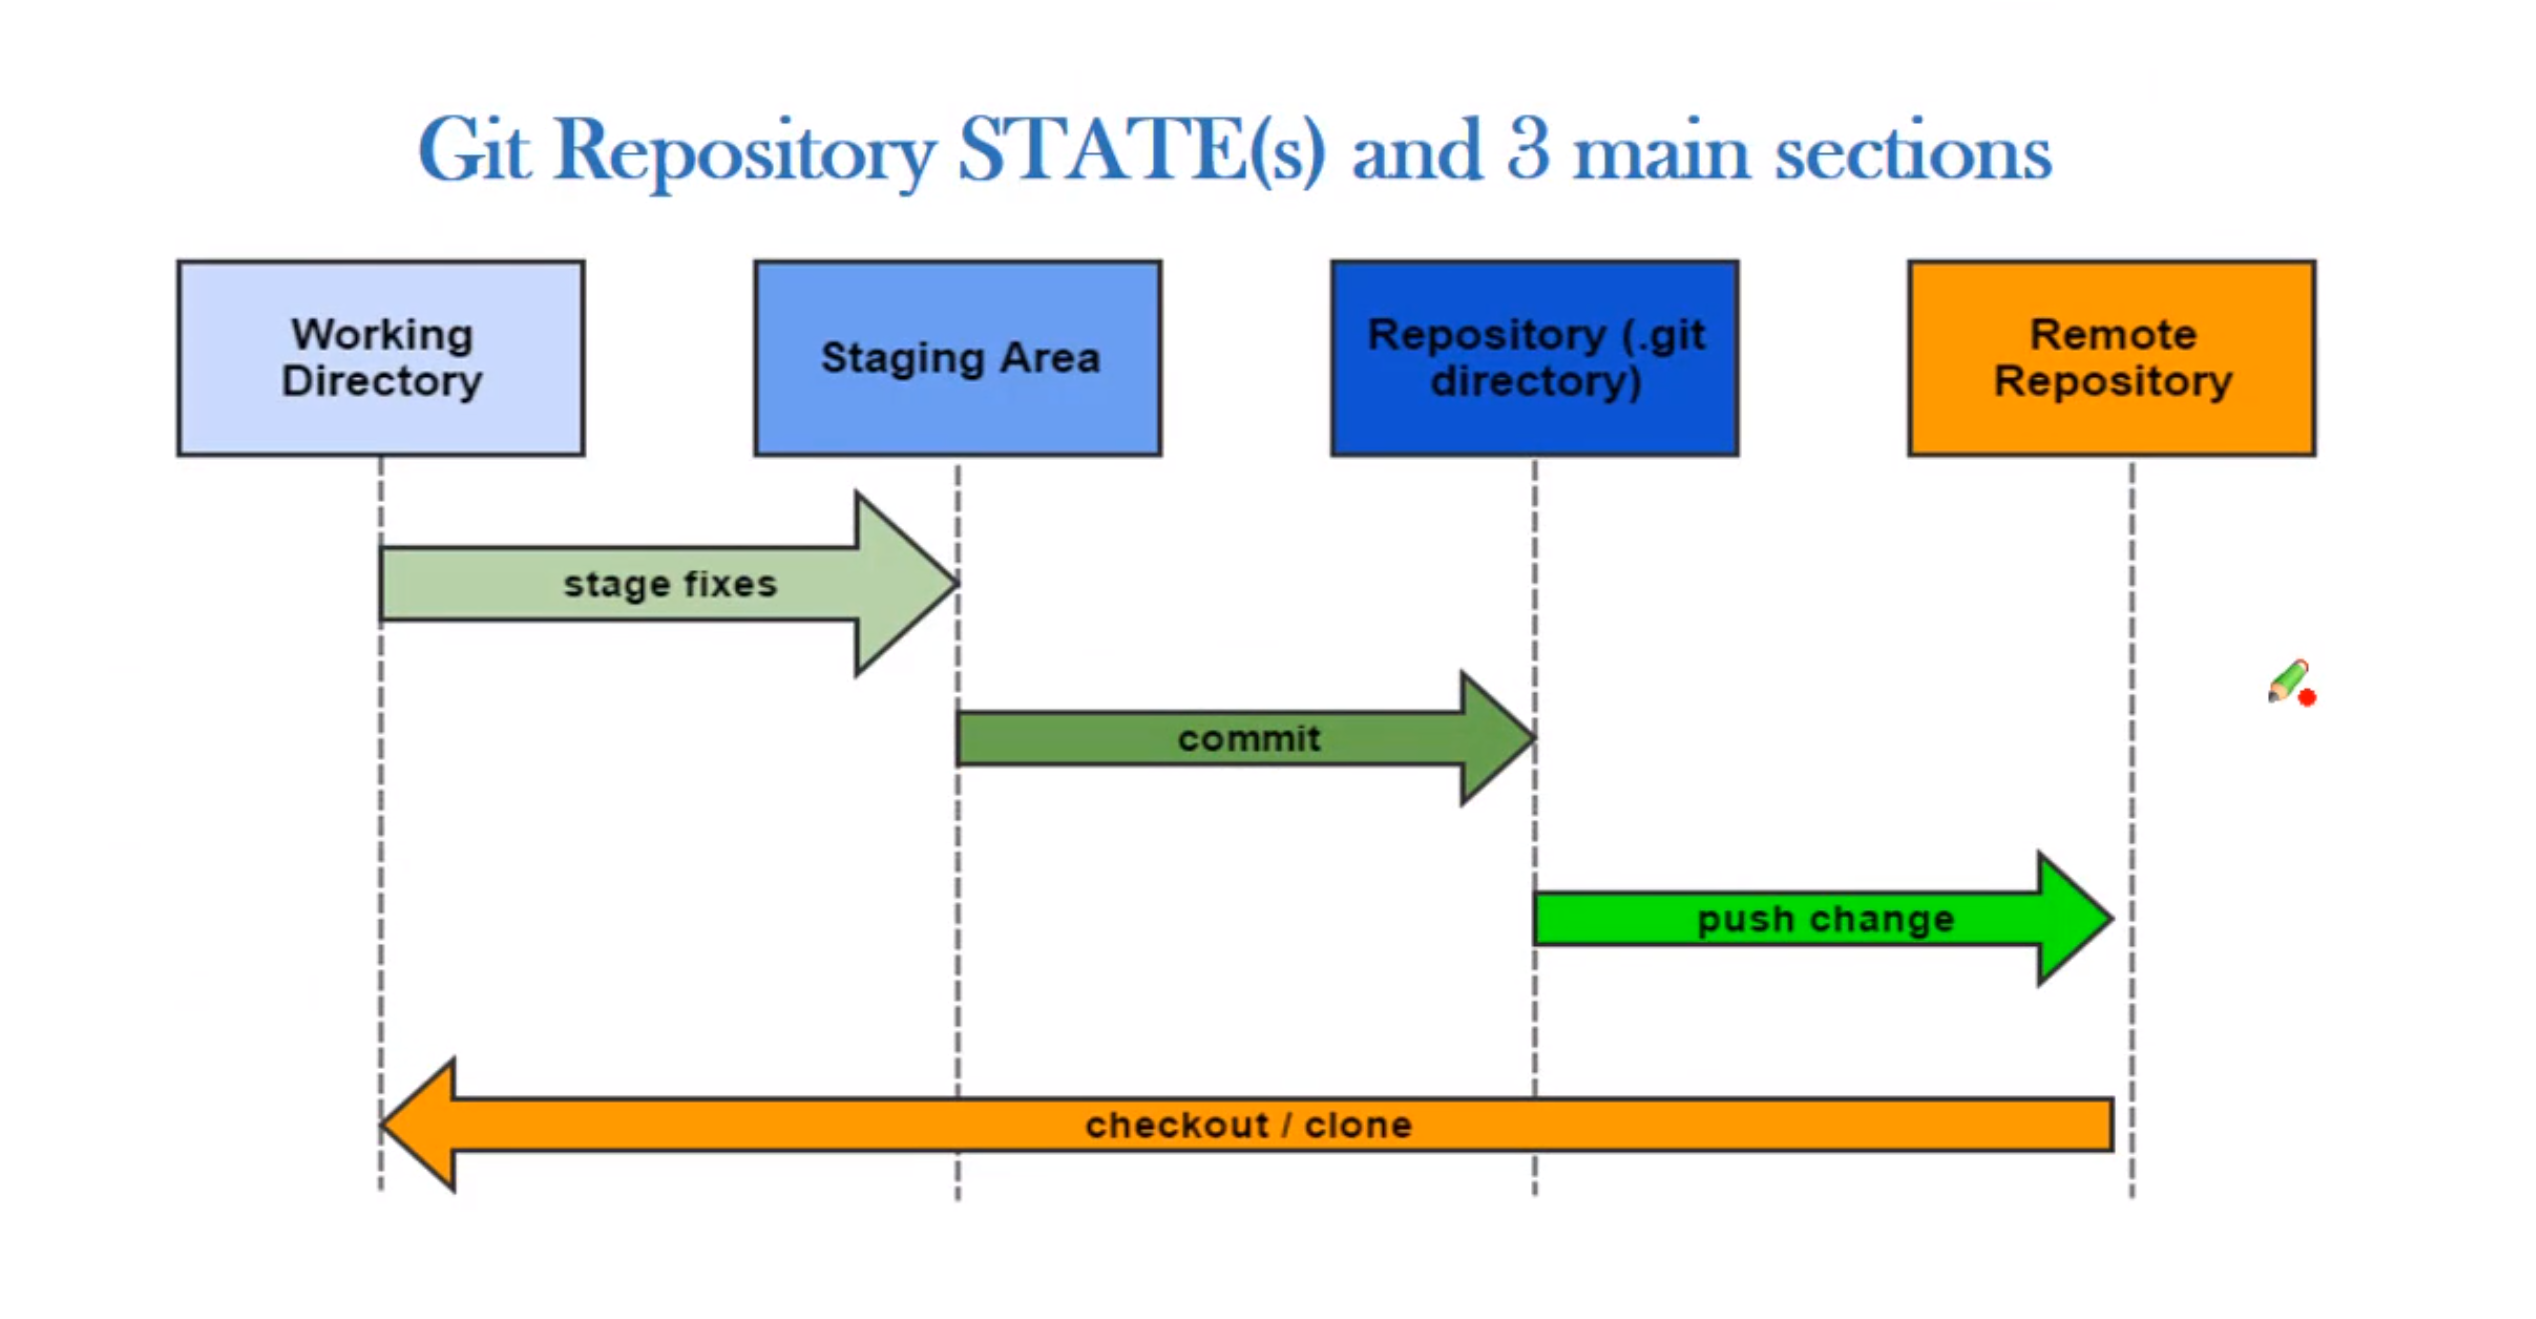 Git Repository STATE(s) and 3 main sections
Working
Directory
Staging Area
Repository (.git
directory)
Remote
Repository
stage fixes
commit
push change
checkout / clone